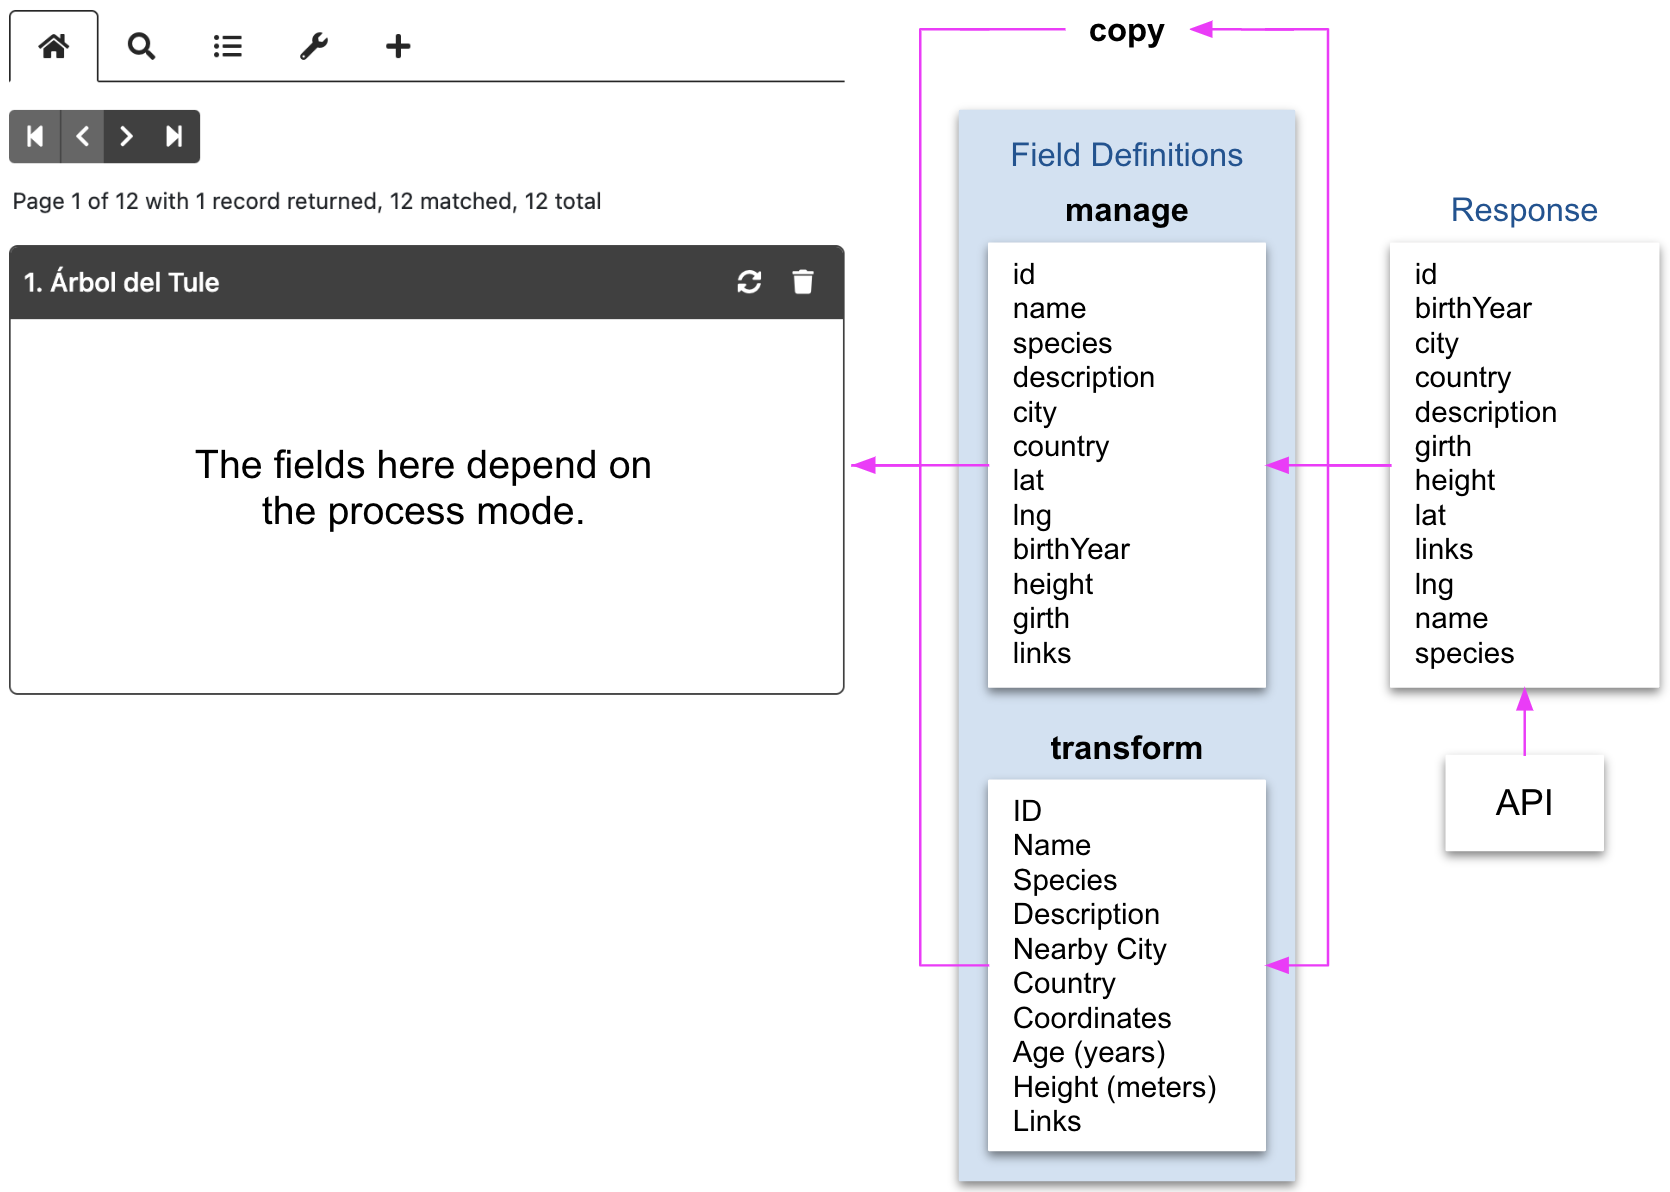 copy
Page 1 of 12 with 1 record returned, 12 matched, 12 total
1. Árbol del Tule
The fields here depend on
the process mode.
Field Definitions
manage
id
name
species
description
city
country
lat
lng
birthYear
height
girth
links
transform
ID
Name
Species
Description
Nearby City
Country
Coordinates
Age (years)
Height (meters)
Links
Response
id
birthYear
city
country
description
girth
height
lat
links
lng
name
species
API